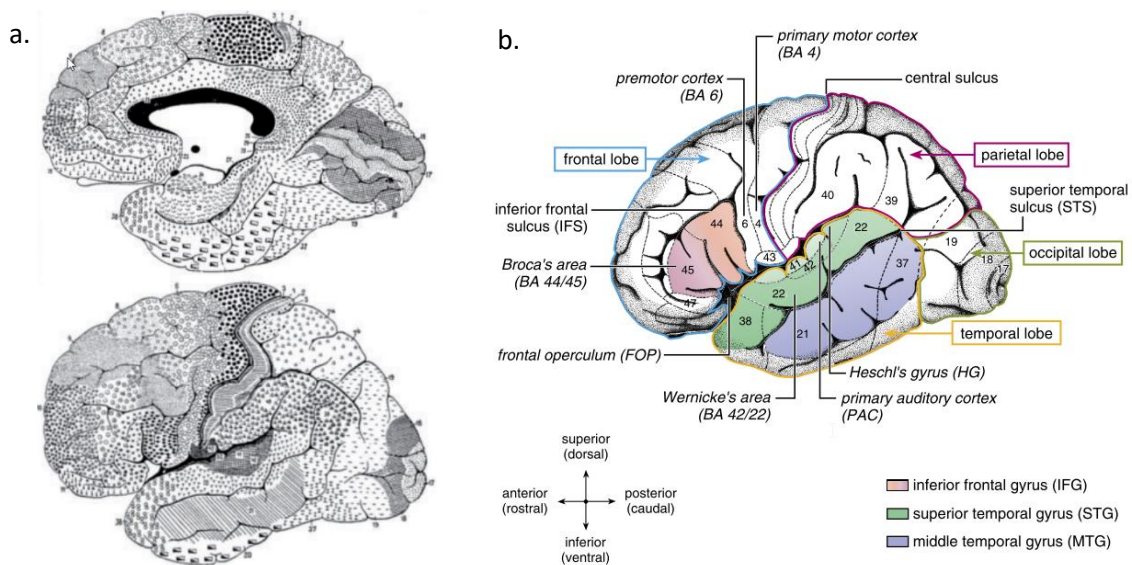 a.
b.
primary motor cortex
(BA 4)
premotor cortex
(BA 6)
central sulcus
frontal lobe
parietal lobe
inferior frontal
sulcus (IFS)
superior temporal
sulcus (STS)
Broca's area
(BA 44/45)
occipital lobe
44
6
4
40
39
45
43
41
42
22
19
18
17
47
22
37
38
21
temporal lobe
frontal operculum (FOP)
Heschl's gyrus (HG)
Wernicke's area
(BA 42/22)
primary auditory cortex
(PAC)
superior
(dorsal)
anterior
(rostral)
posterior
(caudal)
inferior
(ventral)
inferior frontal gyrus (IFG)
superior temporal gyrus (STG)
middle temporal gyrus (MTG)